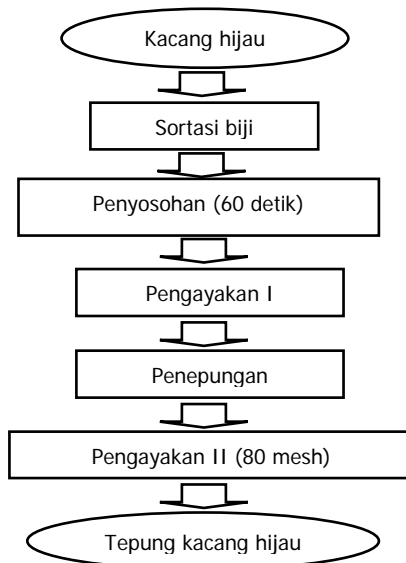 Kacang hijau
Sortasi biji
Penyosohan (60 detik)
Pengayakan I
Penepungan
Pengayakan II (80 mesh)
Tepung kacang hijau